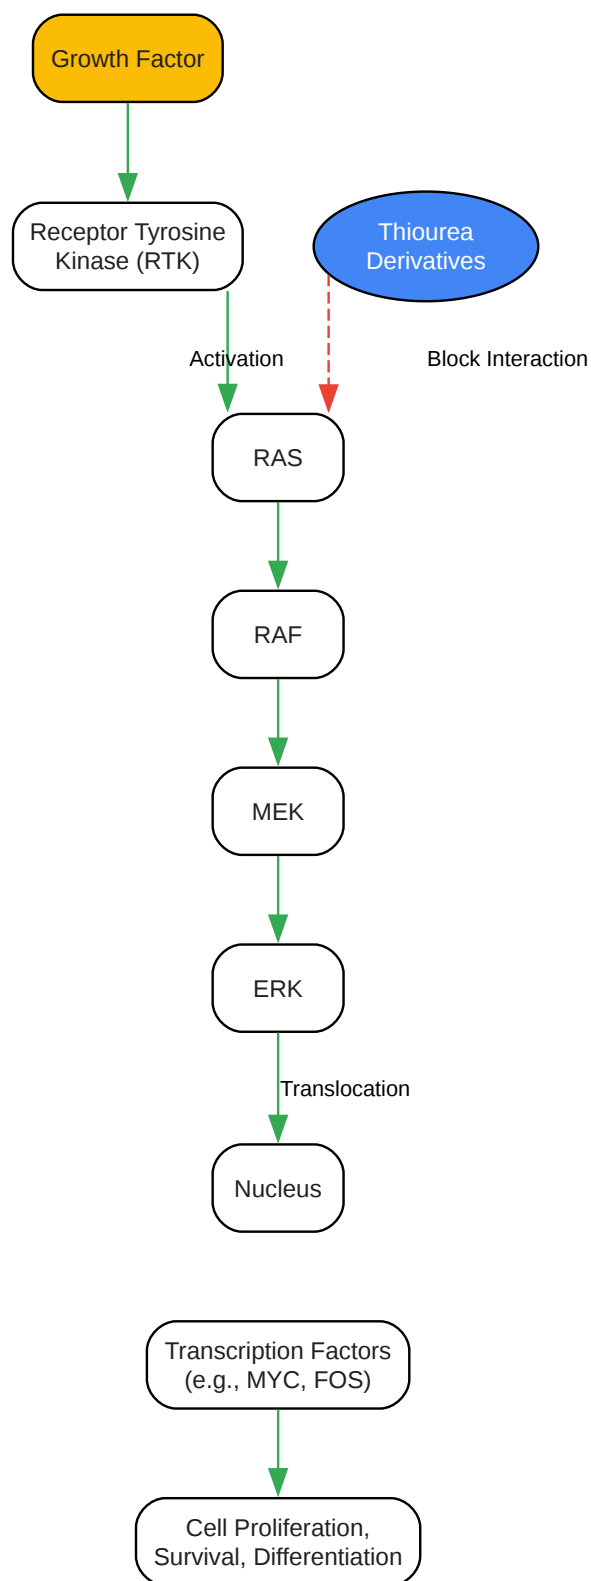 Growth Factor
Receptor Tyrosine
Kinase (RTK)
Thiourea
Derivatives
Activation
Block Interaction
RAS
RAF
MEK
ERK
Translocation
Nucleus
Transcription Factors
(e.g., MYC, FOS)
Cell Proliferation,
Survival, Differentiation